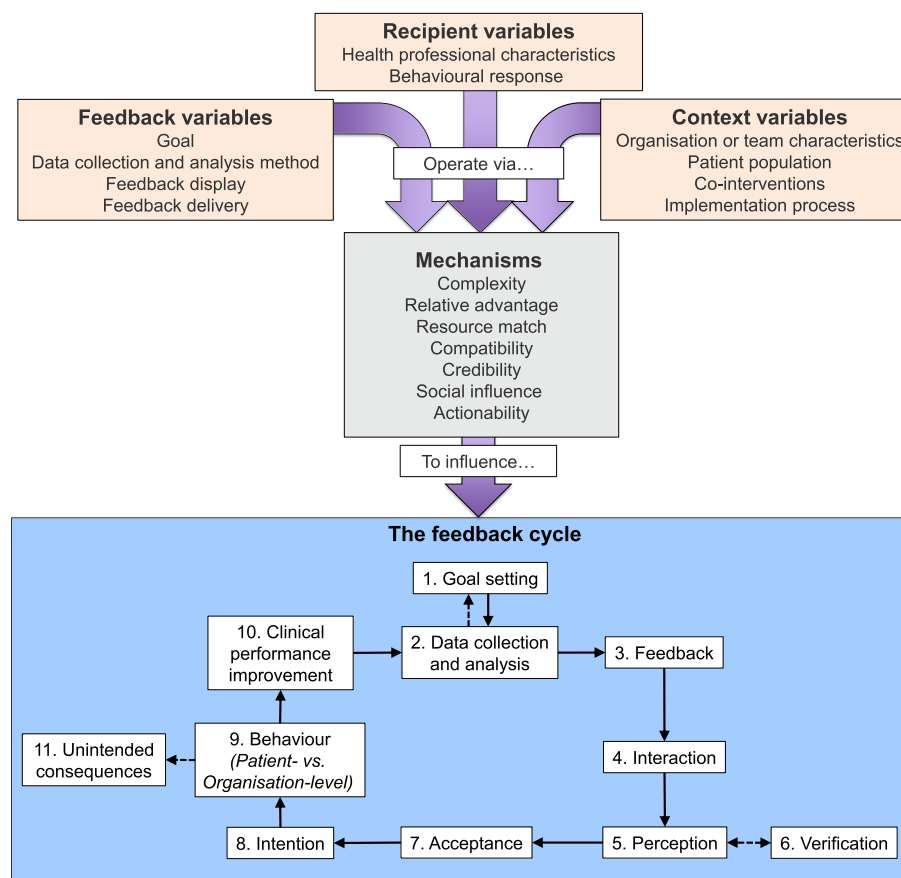 Recipient variables
Health professional characteristics
Behavioural response
Feedback variables
Goal
Data collection and analysis method
Feedback display
Feedback delivery
Context variables
Organisation or team characteristics
Patient population
Co-interventions
Implementation process
Operate via…
Mechanisms
Complexity
Relative advantage
Resource match
Compatibility
Credibility
Social influence
Actionability
To influence…
The feedback cycle
1. Goal setting
2. Data collection
and analysis
3. Feedback
4. Interaction
5. Perception
6. Verification
7. Acceptance
8. Intention
9. Behaviour
(Patient- vs.
Organisation-level)
10. Clinical
performance
improvement
11. Unintended
consequences